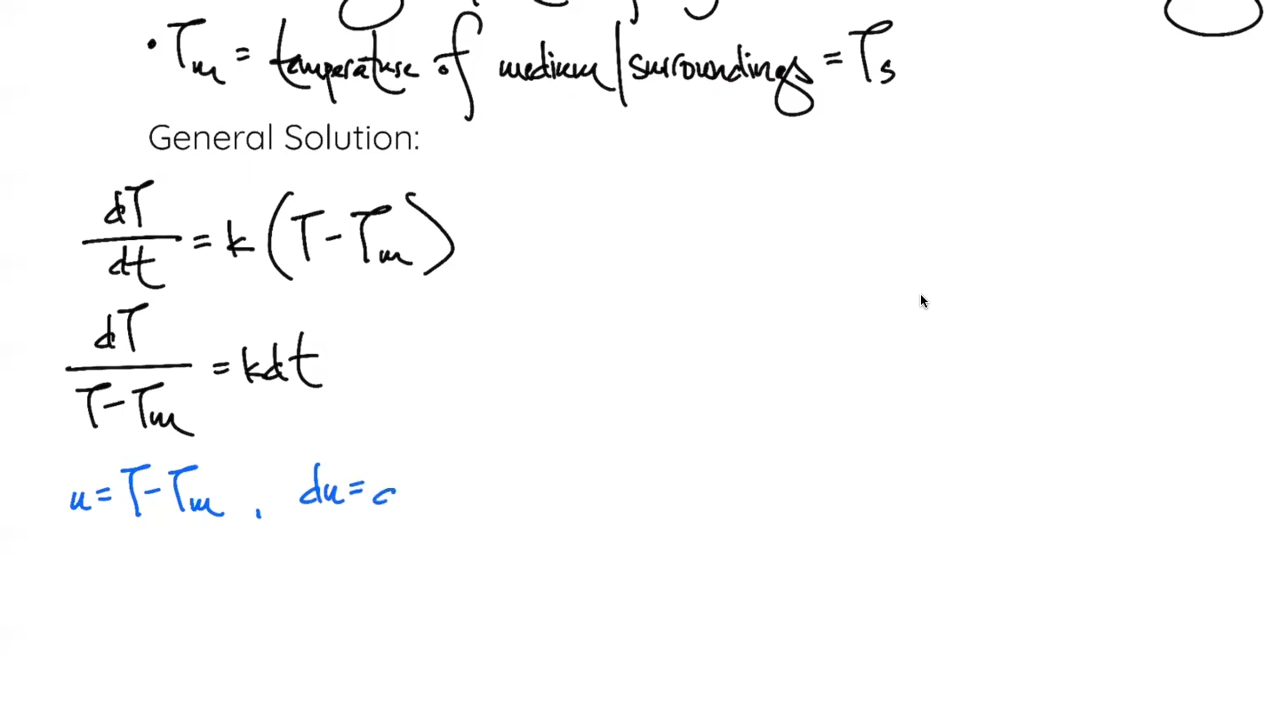 • Tm = temperature of medium/surroundings = Ts
General Solution:
dT/dt = k(T-Tm)
dT/(T-Tm) = kdt
u=T-Tm , du=c